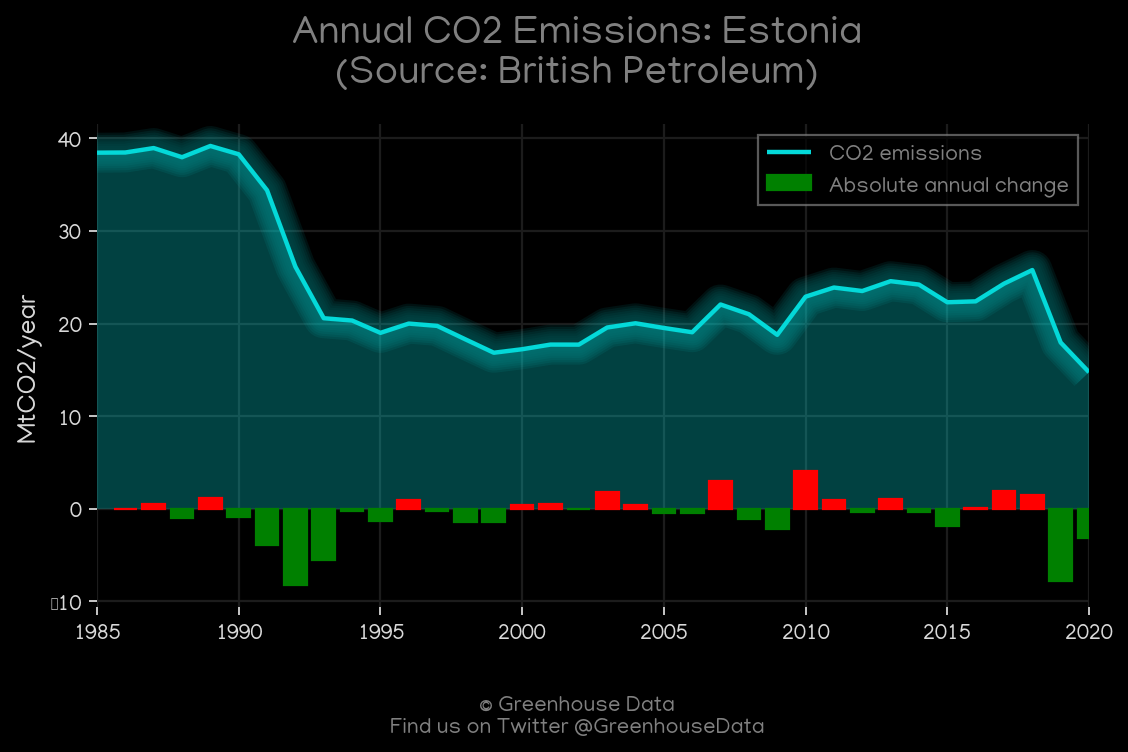 Annual CO2 Emissions: Estonia
(Source: British Petroleum)
CO2 emissions
Absolute annual change
MtCO2/year
40
30
20
10
0
▯10
1985 1990 1995 2000 2005 2010 2015 2020
© Greenhouse Data
Find us on Twitter @GreenhouseData